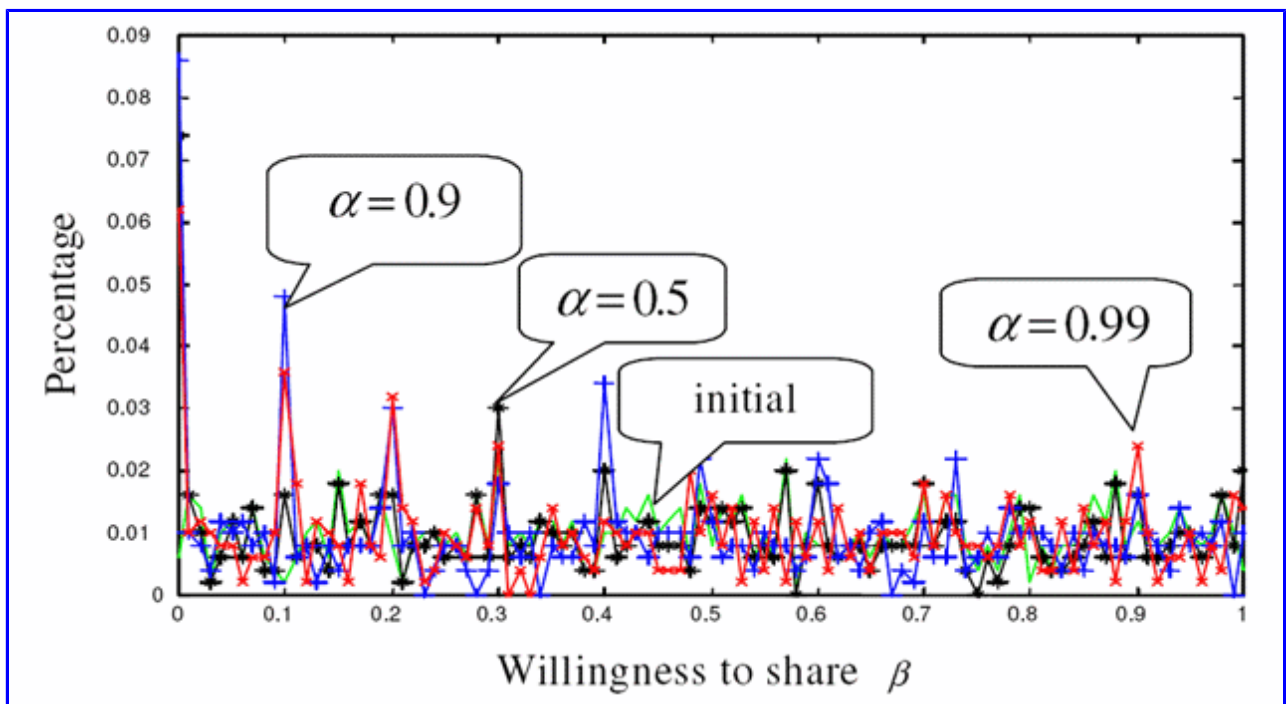 0.09
0.08
0.07
0.06
0.05
0.04
0.03
0.02
0.01
0
Percentage
α=0.9
α=0.5
initial
α=0.99
0 0.1 0.2 0.3 0.4 0.5 0.6 0.7 0.8 0.9 1
Willingness to share β